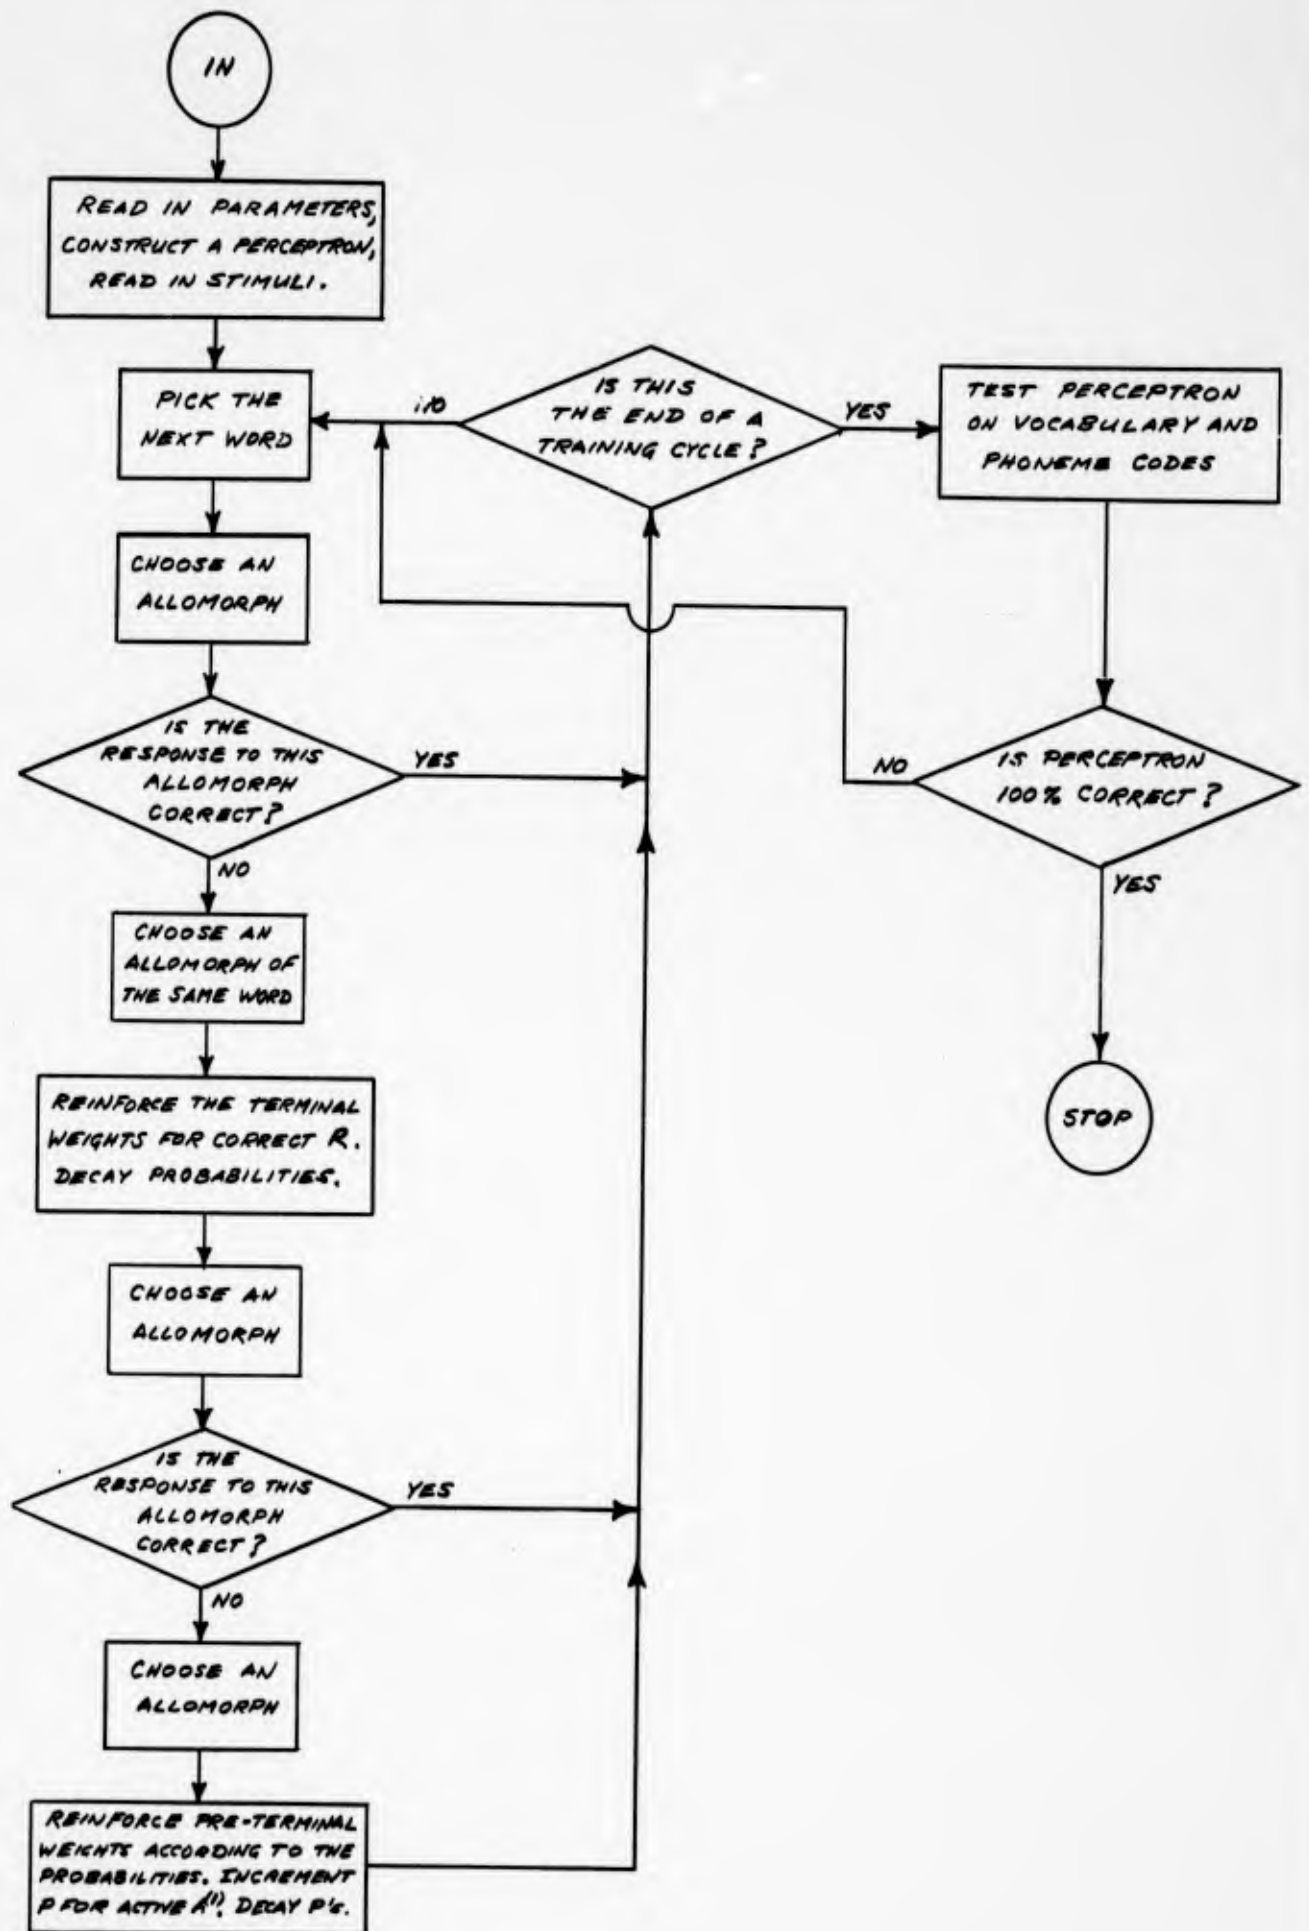 IN
READ IN PARAMETERS,
CONSTRUCT A PERCEPTRON,
READ IN STIMULI.
PICK THE
NEXT WORD
NO
IS THIS
THE END OF A
TRAINING CYCLE?
YES
TEST PERCEPTRON
ON VOCABULARY AND
PHONEME CODES
CHOOSE AN
ALLOMORPH
IS THE
RESPONSE TO THIS
ALLOMORPH
CORRECT?
YES
NO
NO
IS PERCEPTRON
100% CORRECT?
YES
STOP
CHOOSE AN
ALLOMORPH OF
THE SAME WORD
REINFORCE THE TERMINAL
WEIGHTS FOR CORRECT R.
DECAY PROBABILITIES.
CHOOSE AN
ALLOMORPH
IS THE
RESPONSE TO THIS
ALLOMORPH
CORRECT?
YES
NO
CHOOSE AN
ALLOMORPH
REINFORCE PRE-TERMINAL
WEIGHTS ACCORDING TO THE
PROBABILITIES. INCREMENT
P FOR ACTIVE A⁽¹⁾. DECAY P's.